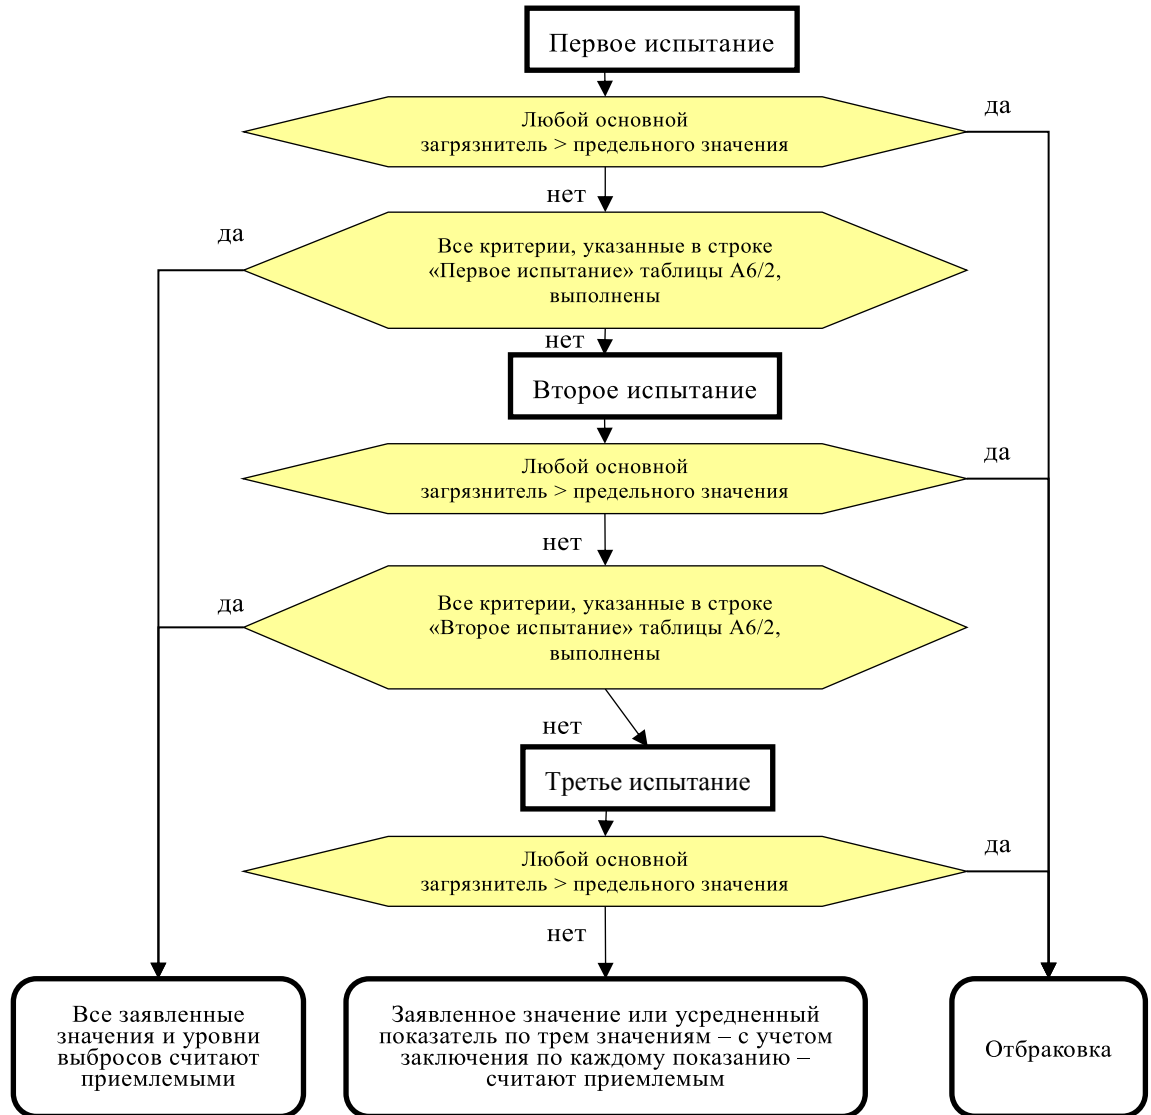 Первое испытание
да
Любой основной
загрязнитель > предельного значения
нет
да
Все критерии, указанные в строке
«Первое испытание» таблицы А6/2,
выполнены
нет
Второе испытание
да
Любой основной
загрязнитель > предельного значения
нет
да
Все критерии, указанные в строке
«Второе испытание» таблицы А6/2,
выполнены
нет
Третье испытание
да
Любой основной
загрязнитель > предельного значения
нет
Все заявленные
значения и уровни
выбросов считают
приемлемыми
Заявленное значение или усредненный
показатель по трем значениям – с учетом
заключения по каждому показанию –
считают приемлемым
Отбраковка